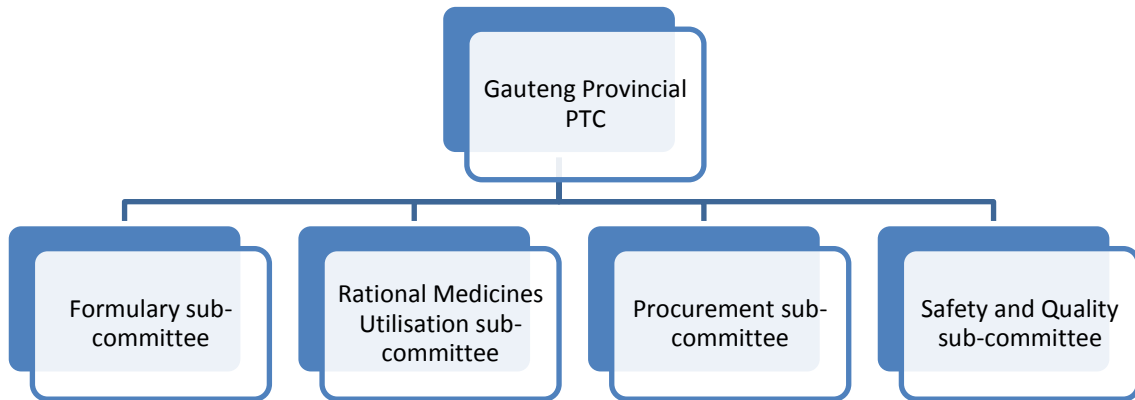 Gauteng Provincial
PTC
Formulary sub-
committee
Rational Medicines
Utilisation sub-
committee
Procurement sub-
committee
Safety and Quality
sub-committee